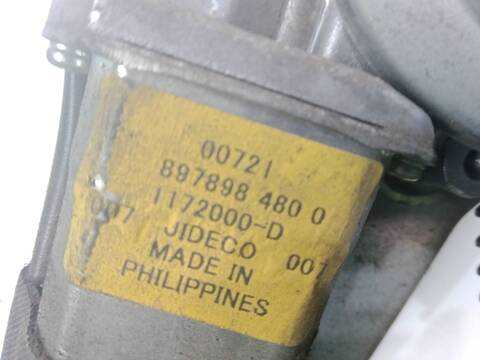 00721
897898 480 0
1172000-D
007 JIDECO 007
MADE IN
PHILIPPINES